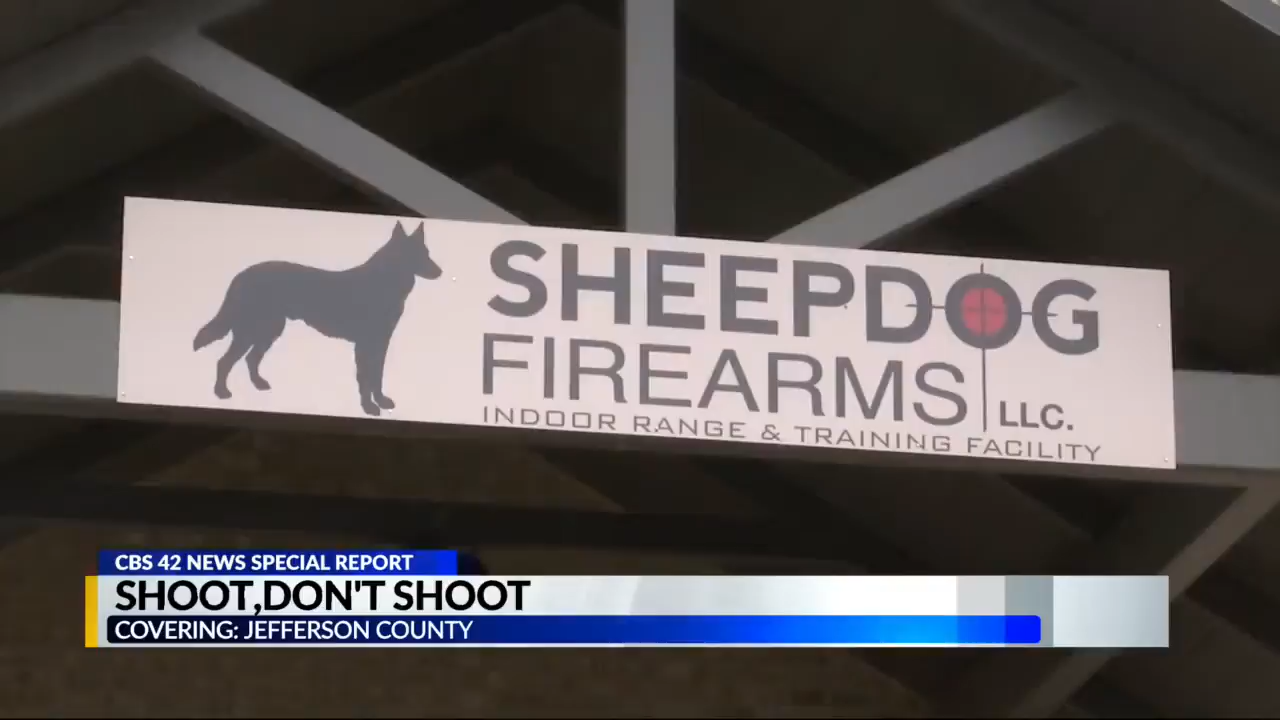 SHEEPDOG
FIREARMS LLC.
INDOOR RANGE & TRAINING FACILITY
CBS 42 NEWS SPECIAL REPORT
SHOOT,DON'T SHOOT
COVERING: JEFFERSON COUNTY